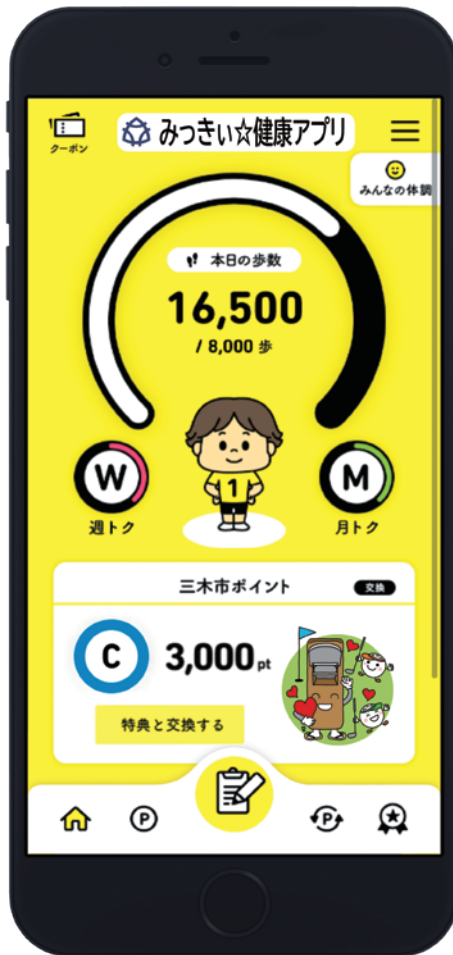 みっきぃ☆健康アプリ
クーポン
みんなの体調
本日の歩数
16,500
/ 8,000 歩
1
W
M
週トク
月トク
三木市ポイント
交換
C
3,000pt
特典と交換する
P
P